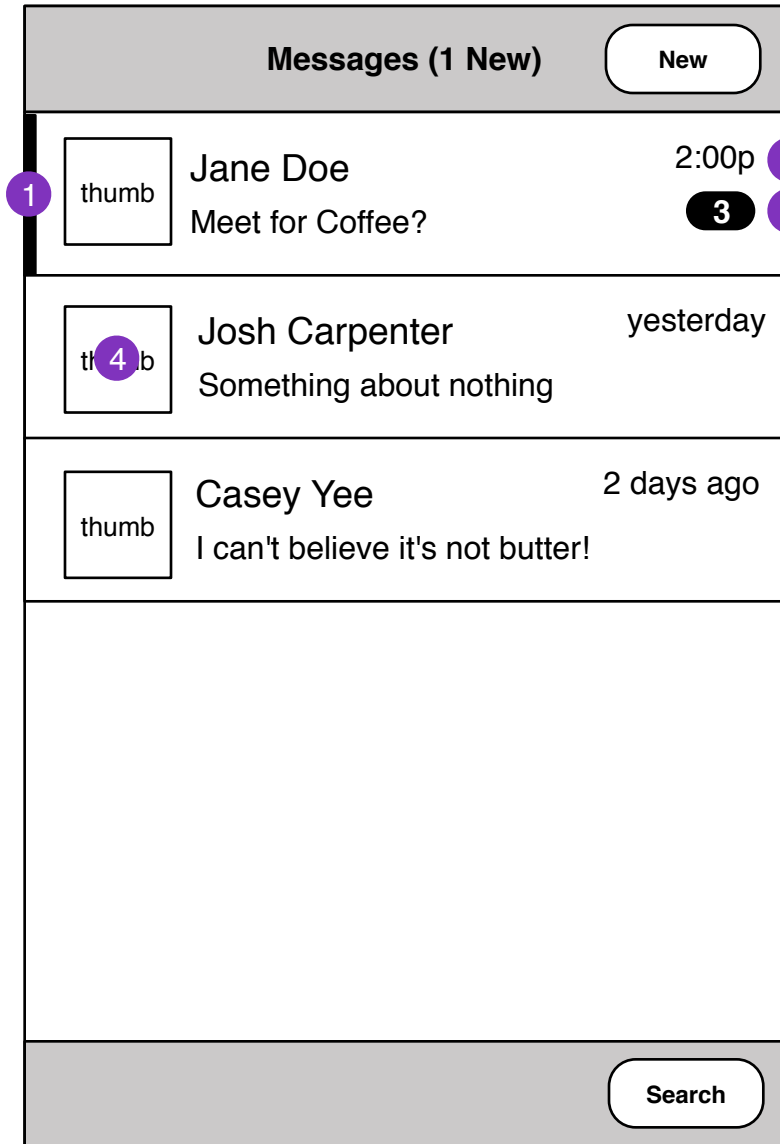 Messages (1 New)
New
1
thumb
Jane Doe
2:00p
Meet for Coffee?
3
4
Josh Carpenter
yesterday
Something about nothing
thumb
Casey Yee
2 days ago
I can't believe it's not butter!
Search